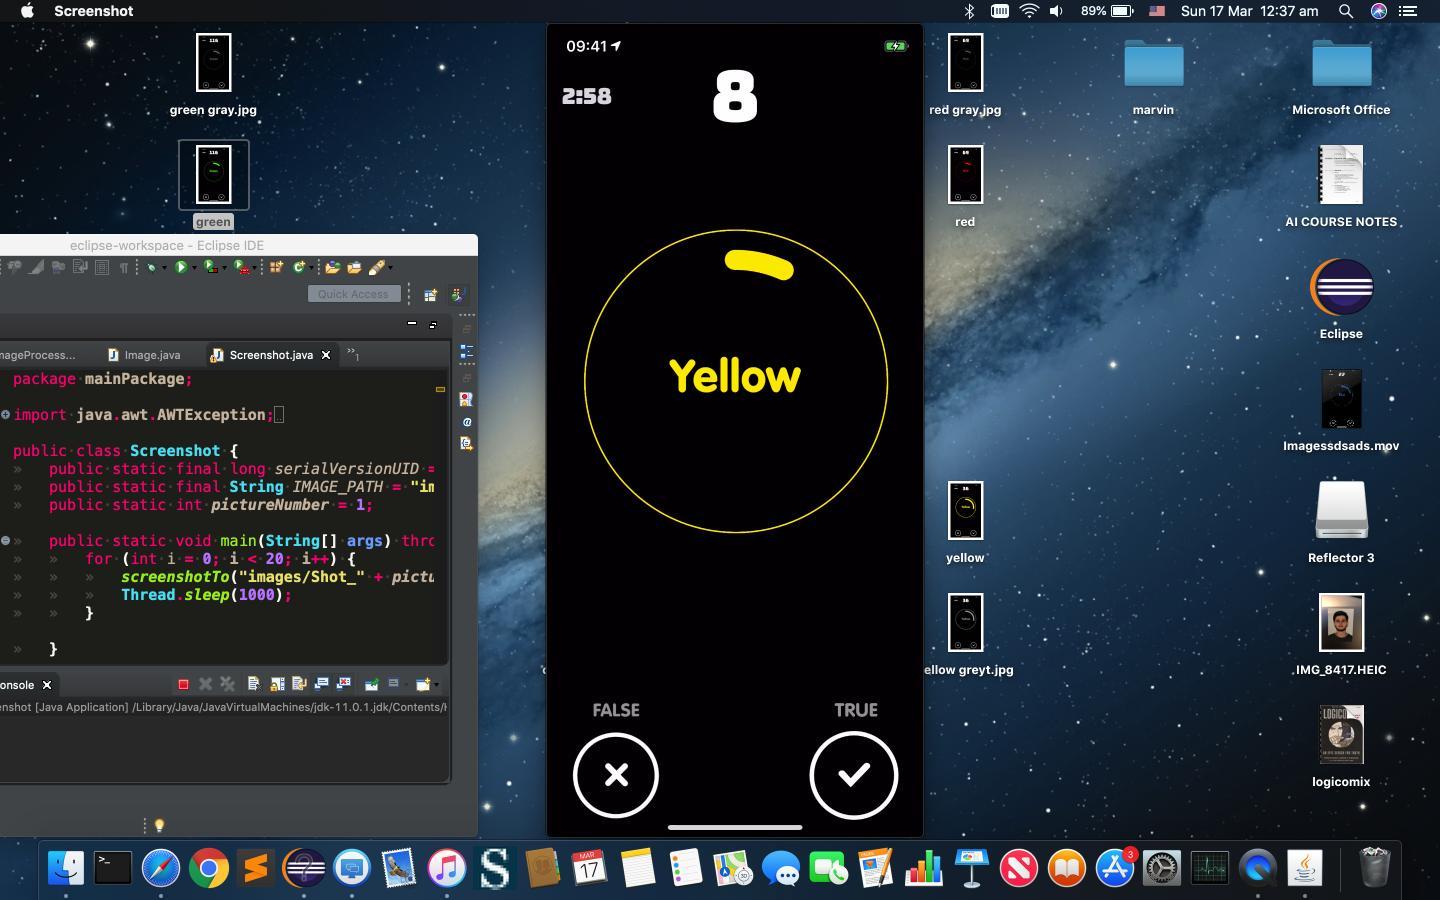 Screenshot
89%
Sun 17 Mar 12:37 am
green gray.jpg
green
eclipse-workspace - Eclipse IDE
Quick Access
mageProcess...
Image.java
Screenshot.java
»1
package mainPackage;
import java.awt.AWTException;
public class Screenshot {
public static final long serialVersionUID =
public static final String IMAGE_PATH = "im
public static int pictureNumber = 1;
public static void main(String[] args) thro
for (int i = 0; i < 20; i++) {
screenshotTo("images/Shot_" + pictu
Thread.sleep(1000);
}
}
onsole
enshot [Java Application] /Library/Java/JavaVirtualMachines/jdk-11.0.1.jdk/Contents/H
09:41
2:58
8
Yellow
FALSE
TRUE
red gray.jpg
red
yellow
ellow greyt.jpg
marvin
Microsoft Office
AI COURSE NOTES
Eclipse
Imagessdsads.mov
Reflector 3
IMG_8417.HEIC
LOGICO
logicomix
MAR
17
3